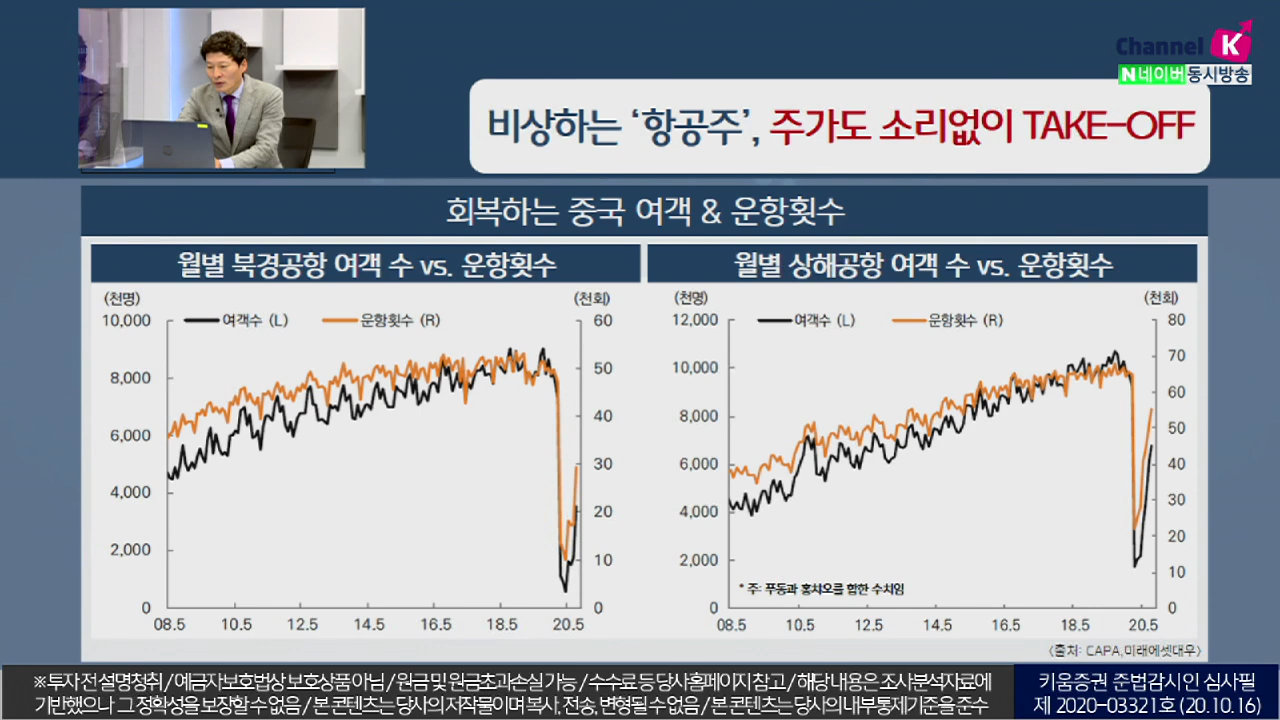 Channel K
N네이버 동시방송
비상하는 ‘항공주’, 주가도 소리없이 TAKE-OFF
회복하는 중국 여객 & 운항횟수
월별 북경공항 여객 수 vs. 운항횟수
(천명)
(천회)
여객수 (L)
운항횟수 (R)
10,000
8,000
6,000
4,000
2,000
0
60
50
40
30
20
10
0
08.5 10.5 12.5 14.5 16.5 18.5 20.5
월별 상해공항 여객 수 vs. 운항횟수
(천명)
(천회)
여객수 (L)
운항횟수 (R)
12,000
10,000
8,000
6,000
4,000
2,000
0
80
70
60
50
40
30
20
10
0
* 주: 푸동과 홍챠오를 합한 수치임
08.5 10.5 12.5 14.5 16.5 18.5 20.5
<출처: CAPA,미래에셋대우>
※ 투자 전 설명청취 / 예금자보호법상 보호상품 아님 / 원금 및 원금초과손실 가능 / 수수료 등 당사홈페이지 참고 / 해당 내용은 조사분석자료에
기반했으나 그 정확성을 보장할 수 없음 / 본 콘텐츠는 당사의 저작물이며 복사, 전송, 변형될 수 없음 / 본 콘텐츠는 당사의 내부통제기준을 준수
키움증권 준법감시인 심사필
제 2020-03321호 (20.10.16)